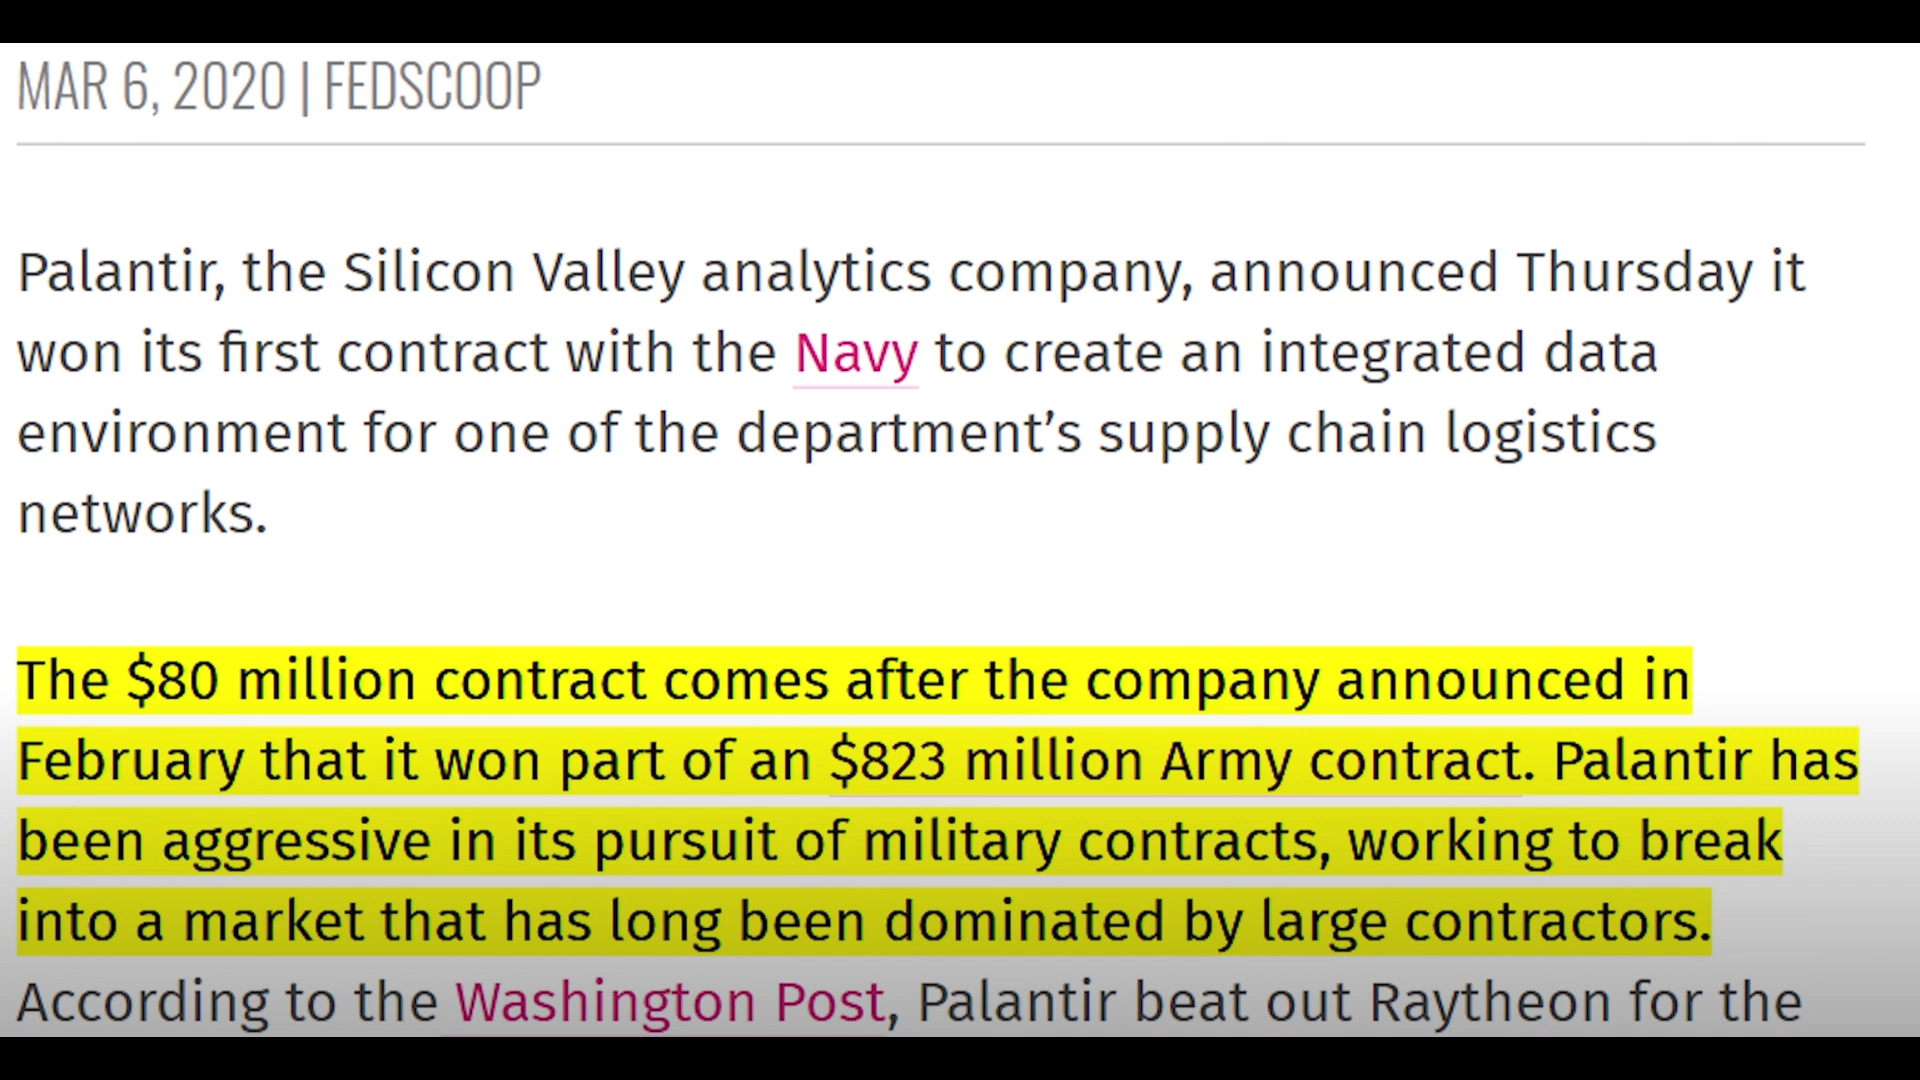 MAR 6, 2020 | FEDSCOOP
Palantir, the Silicon Valley analytics company, announced Thursday it
won its first contract with the Navy to create an integrated data
environment for one of the department’s supply chain logistics
networks.
The $80 million contract comes after the company announced in
February that it won part of an $823 million Army contract. Palantir has
been aggressive in its pursuit of military contracts, working to break
into a market that has long been dominated by large contractors.
According to the Washington Post, Palantir beat out Raytheon for the